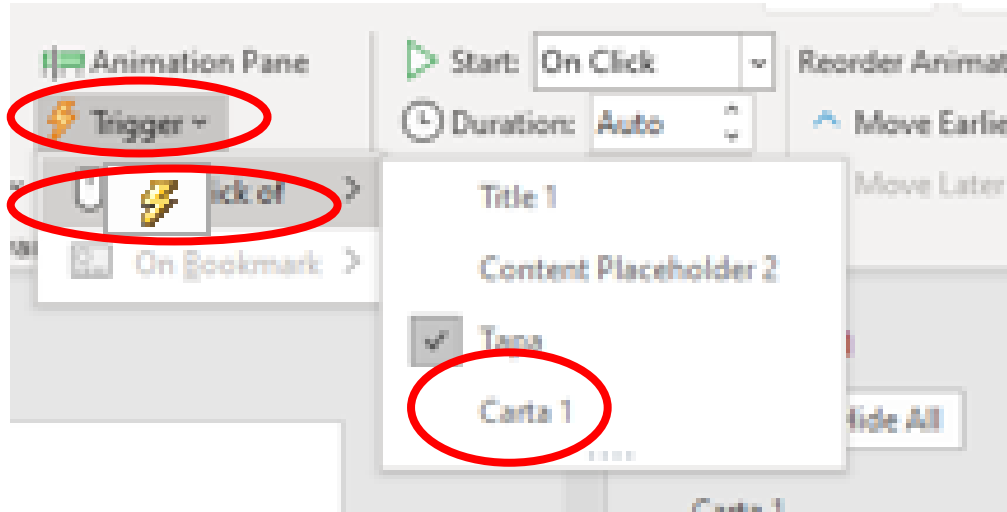 Animation Pane
Start: On Click
Reorder Animat
Trigger
Duration: Auto
Move Earlie
ick of
Title 1
Move Later
On Bookmark
Content Placeholder 2
Tapa
Carta 1
Hide All
Carta 1